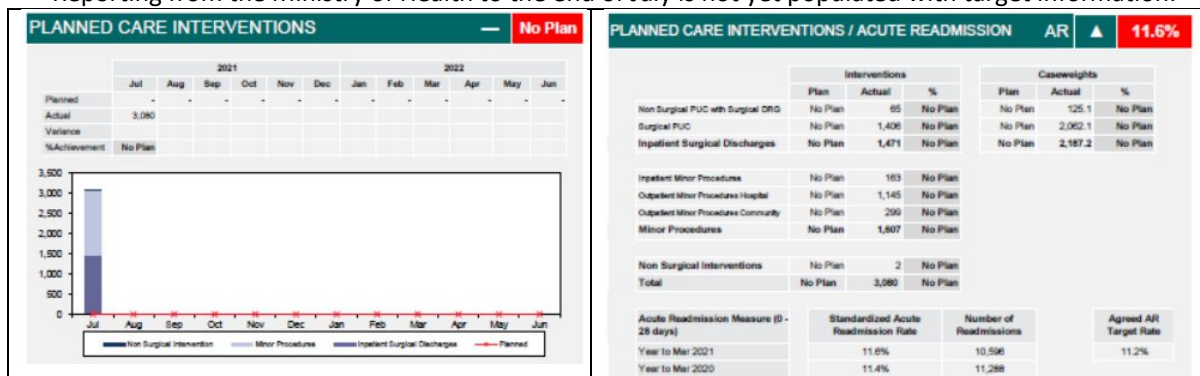 Reporting from the Ministry of Health to the end of July is not yet populated with target information.
PLANNED CARE INTERVENTIONS — No Plan
2021 2022
Jul Aug Sep Oct Nov Dec Jan Feb Mar Apr May Jun
Planned - - - - - - - - - - - -
Actual 3,080
Variance
%Achievement No Plan
3,500
3,000
2,500
2,000
1,500
1,000
500
0
Jul Aug Sep Oct Nov Dec Jan Feb Mar Apr May Jun
Non Surgical Intervention Minor Procedures Inpatient Surgical Discharges Planned
PLANNED CARE INTERVENTIONS / ACUTE READMISSION AR ▲ 11.6%
Interventions Caseweights
Plan Actual % Plan Actual %
Non Surgical PUC with Surgical DRG No Plan 65 No Plan No Plan 125.1 No Plan
Surgical PUC No Plan 1,406 No Plan No Plan 2,062.1 No Plan
Inpatient Surgical Discharges No Plan 1,471 No Plan No Plan 2,187.2 No Plan
Inpatient Minor Procedures No Plan 163 No Plan
Outpatient Minor Procedures Hospital No Plan 1,145 No Plan
Outpatient Minor Procedures Community No Plan 299 No Plan
Minor Procedures No Plan 1,607 No Plan
Non Surgical Interventions No Plan 2 No Plan
Total No Plan 3,080 No Plan
Acute Readmission Measure (0 - Standardized Acute Number of Agreed AR
28 days) Readmission Rate Readmissions Target Rate
Year to Mar 2021 11.6% 10,596 11.2%
Year to Mar 2020 11.4% 11,288